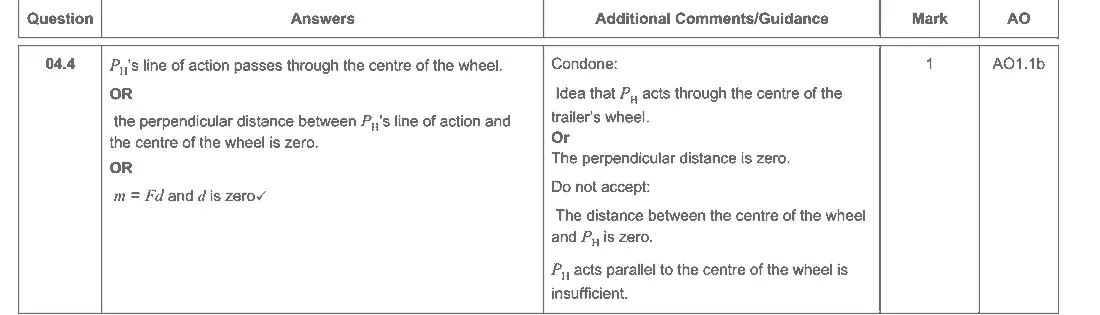 Question Answers Additional Comments/Guidance Mark AO
04.4 P_H's line of action passes through the centre of the wheel. Condone: 1 AO1.1b
OR
the perpendicular distance between P_H's line of action and
the centre of the wheel is zero.
OR
m = Fd and d is zero✓
Idea that P_H acts through the centre of the
trailer's wheel.
Or
The perpendicular distance is zero.
Do not accept:
The distance between the centre of the wheel
and P_H is zero.
P_H acts parallel to the centre of the wheel is
insufficient.